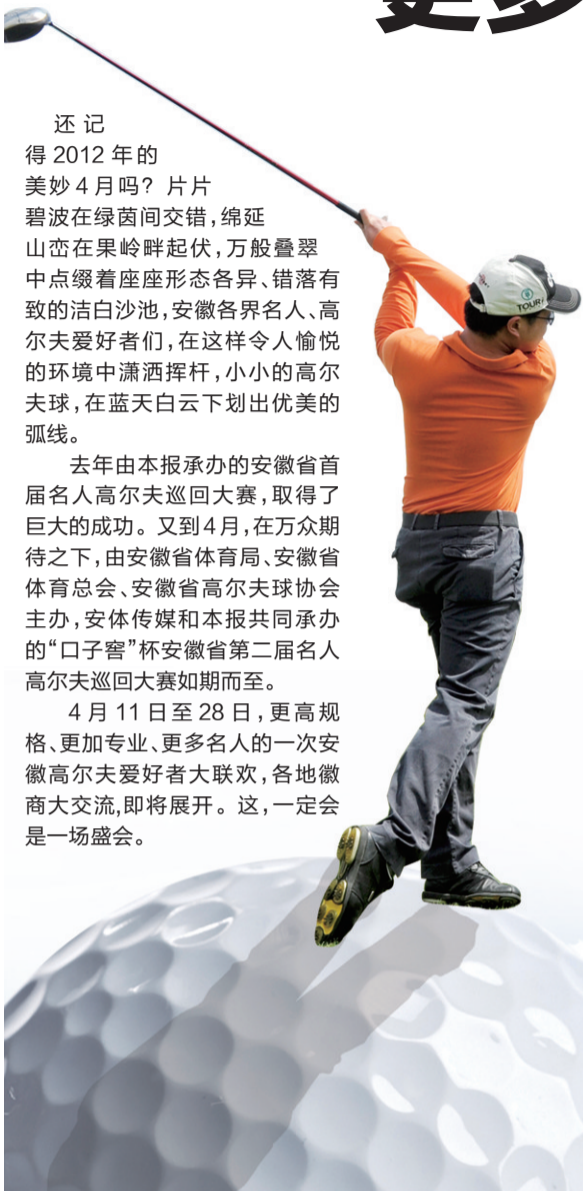 更多
还记
得 2012 年的
美妙 4 月吗？片片
碧波在绿茵间交错，绵延
山峦在果岭畔起伏，万般叠翠
中点缀着座座形态各异、错落有
致的洁白沙池，安徽各界名人、高
尔夫爱好者们，在这样令人愉悦
的环境中潇洒挥杆，小小的高尔
夫球，在蓝天白云下划出优美的
弧线。
去年由本报承办的安徽省首
届名人高尔夫巡回大赛，取得了
巨大的成功。又到 4 月，在万众期
待之下，由安徽省体育局、安徽省
体育总会、安徽省高尔夫球协会
主办，安体传媒和本报共同承办
的“口子窖”杯安徽省第二届名人
高尔夫巡回大赛如期而至。
4 月 11 日至 28 日，更高规
格、更加专业、更多名人的一次安
徽高尔夫爱好者大联欢，各地徽
商大交流,即将展开。这，一定会
是一场盛会。
TOUR